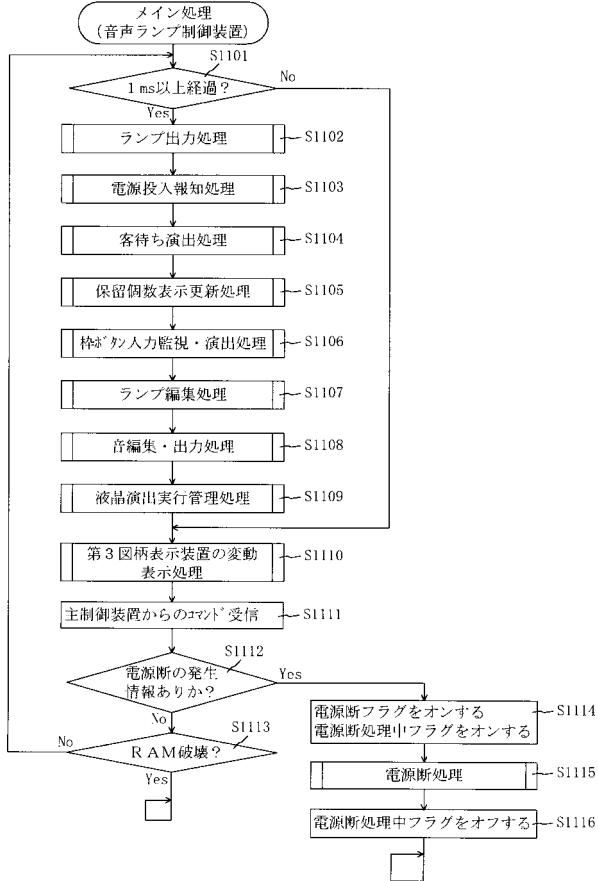 メイン処理
(音声ランプ制御装置)
S1101
1ms以上経過?
No
Yes
ランプ出力処理
S1102
電源投入報知処理
S1103
客待ち演出処理
S1104
保留個数表示更新処理
S1105
枠ﾎﾞﾀﾝ入力監視・演出処理
S1106
ランプ編集処理
S1107
音編集・出力処理
S1108
液晶演出実行管理処理
S1109
第3図柄表示装置の変動
表示処理
S1110
主制御装置からのｺﾏﾝﾄﾞ受信
S1111
S1112
電源断の発生
情報ありか?
Yes
No
S1113
RAM破壊?
No
Yes
電源断フラグをオンする
電源断処理中フラグをオンする
S1114
電源断処理
S1115
電源断処理中フラグをオフする
S1116